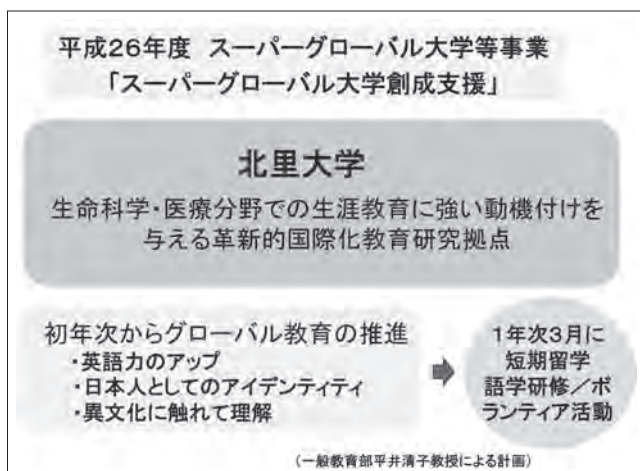 平成26年度 スーパーグローバル大学等事業
「スーパーグローバル大学創成支援」
北里大学
生命科学・医療分野での生涯教育に強い動機付けを
与える革新的国際化教育研究拠点
初年次からグローバル教育の推進
・英語力のアップ
・日本人としてのアイデンティティ
・異文化に触れて理解
1年次3月に
短期留学
語学研修／ボ
ランティア活動
（一般教育部平井清子教授による計画）